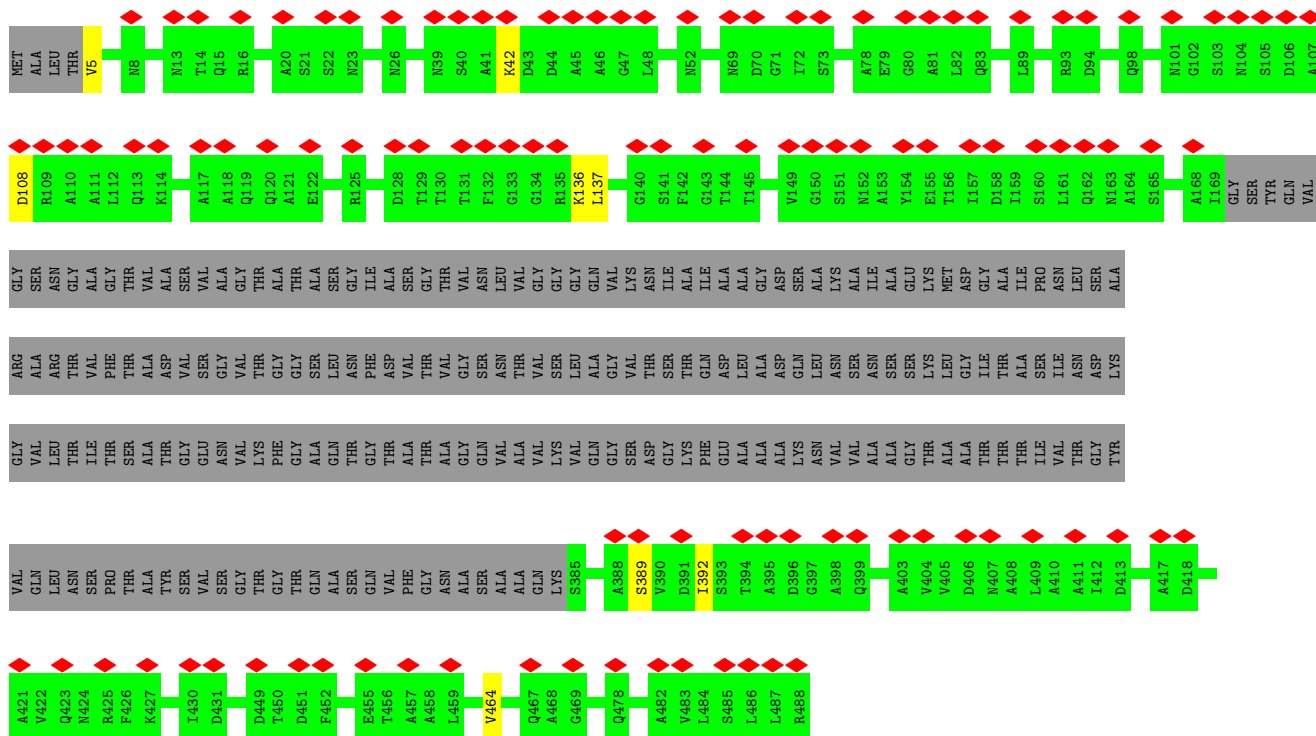 MET ALA LEU THR V5 N8 N13 T14 Q15 R16 A20 S21 S22 N23 N26 N39 S40 A41 K42 D43 D44 A45 A46 G47 L48 N52 N69 D70 G71 I72 S73 A78 E79 G80 A81 L82 Q83 L89 R93 D94 Q98 N101 G102 S103 N104 S105 D106 A107
D108 R109 A110 A111 L112 Q113 K114 A117 A118 Q119 Q120 A121 E122 R125 D128 T129 T130 T131 F132 G133 G134 R135 K136 L137 G140 S141 F142 G143 T144 T145 V149 G150 S151 N152 A153 Y154 E155 T156 I157 D158 I159 S160 L161 Q162 N163 A164 S165 A168 I169 GLY SER TYR GLN VAL
GLY SER ASN GLY ALA GLY THR VAL ALA SER VAL ALA GLY THR ALA THR ALA SER GLY ILE ALA SER GLY THR VAL ASN LEU VAL GLY GLY GLY GLN VAL LYS ASN ILE ALA ILE ALA ALA GLY ASP SER ALA LYS ALA ILE ALA GLU LYS MET ASP GLY ALA ILE PRO ASN LEU SER ALA
ARG ALA ARG THR VAL PHE THR ALA ASP VAL SER GLY VAL THR GLY GLY SER LEU ASN PHE ASP VAL THR VAL GLY SER ASN THR VAL SER LEU ALA GLY VAL THR SER THR GLN ASP LEU ALA ASP GLN LEU ASN SER ASN SER SER LYS LEU GLY ILE THR ALA SER ILE ASN ASP LYS
GLY VAL LEU THR ILE THR SER ALA THR GLY GLU ASN VAL LYS PHE GLY ALA GLN THR GLY THR ALA THR ALA GLY GLN VAL ALA VAL LYS VAL GLN GLY SER ASP GLY LYS PHE GLU ALA ALA ALA LYS ASN VAL VAL ALA ALA GLY THR ALA ALA THR THR THR ILE VAL THR GLY TYR
VAL GLN LEU ASN SER PRO THR ALA TYR SER VAL SER GLY THR GLY THR GLN ALA SER GLN VAL PHE GLY ASN ALA SER ALA ALA GLN LYS S385 A388 S389 V390 D391 I392 S393 T394 A395 D396 G397 A398 Q399 A403 V404 V405 D406 N407 A408 L409 A410 A411 I412 D413 A417 D418
A421 V422 Q423 N424 R425 F426 K427 I430 D431 D449 T450 D451 F452 E455 T456 A457 A458 L459 V464 Q467 A468 G469 Q478 A482 V483 L484 S485 L486 L487 R488